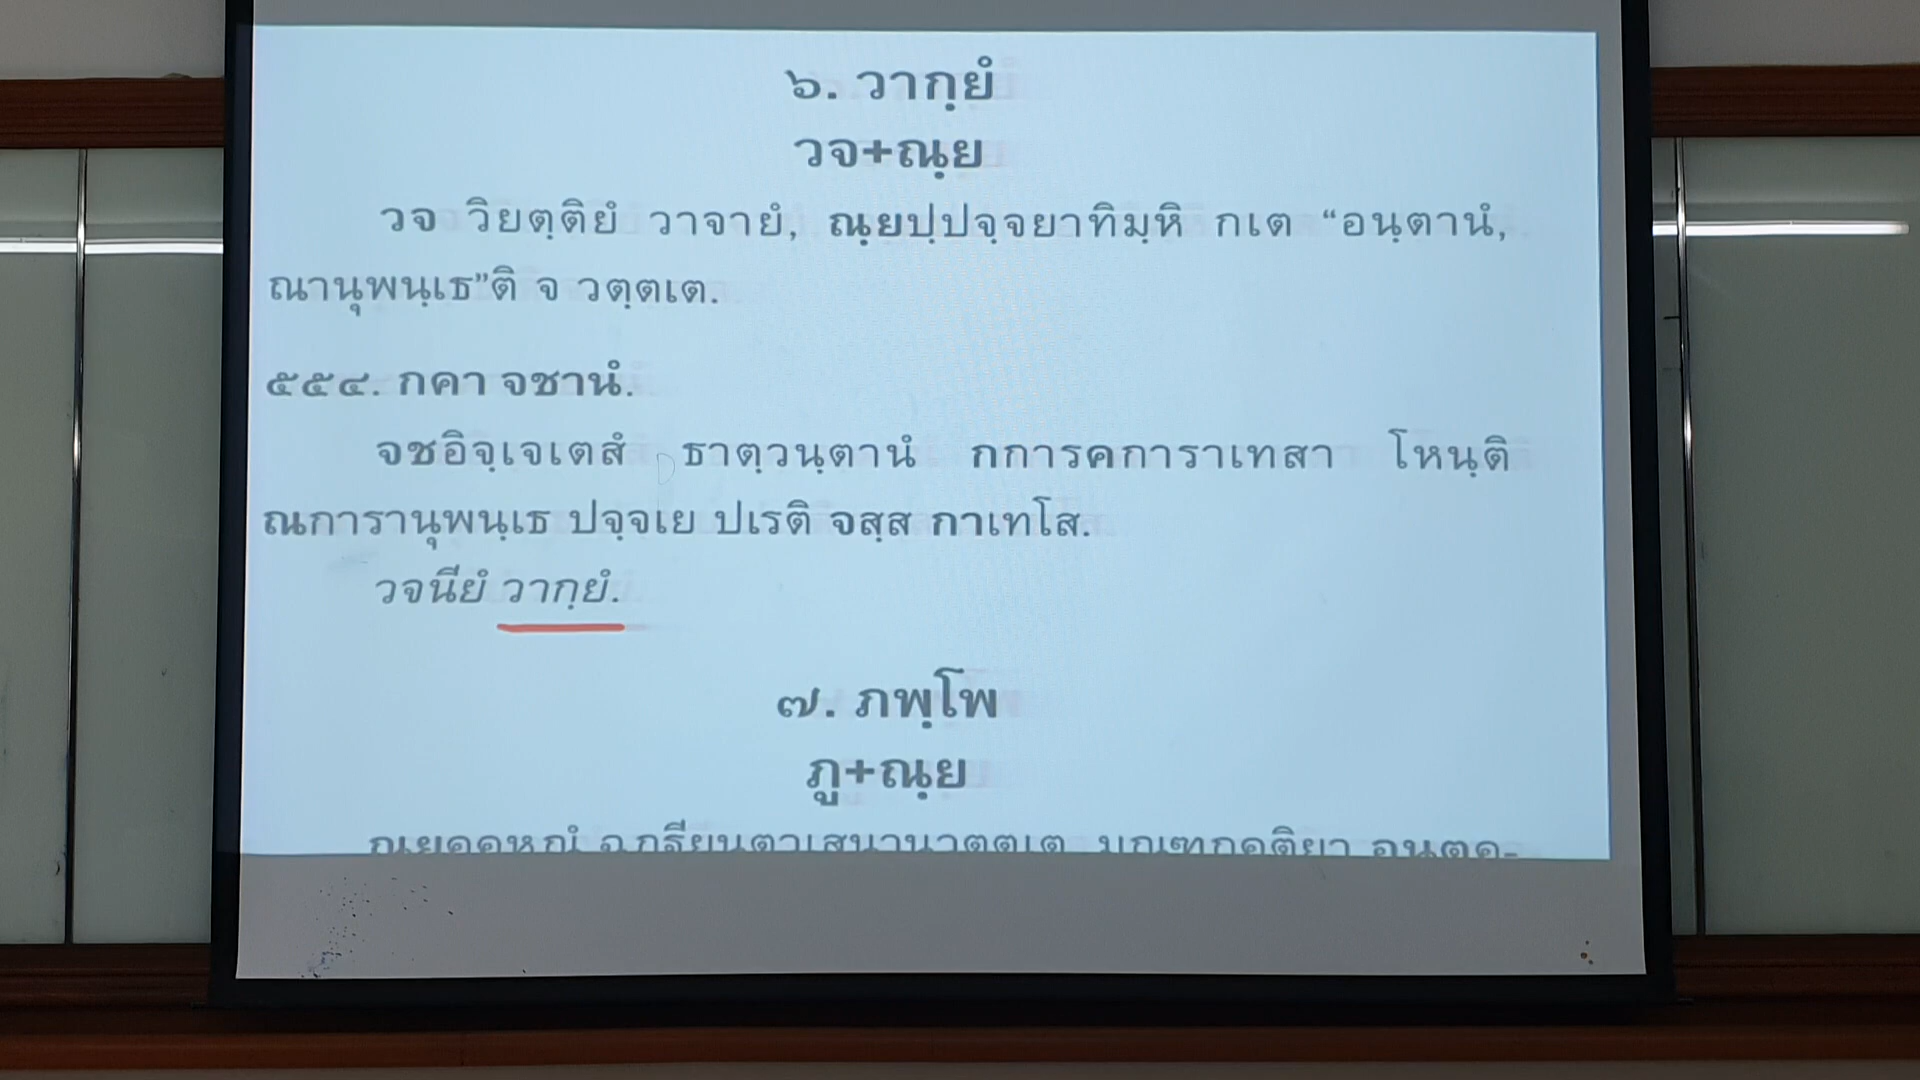 ๖. วากฺยํ
วจ+ณฺย
วจ วิยตฺติยํ วาจายํ, ณฺยปฺปจฺจยาทิมฺหิ กเต “อนฺตานํ,
ณานุพนฺเธ”ติ จ วตฺตเต.
๕๕๔. กคา จชานํ.
จชอิจฺเจเตสํ ธาตฺวนฺตานํ กการคการาเทสา โหนฺติ
ณการานุพนฺเธ ปจฺจเย ปเรติ จสฺส กาเทโส.
วจนียํ วากฺยํ.
๗. ภพฺโพ
ภู+ณฺย